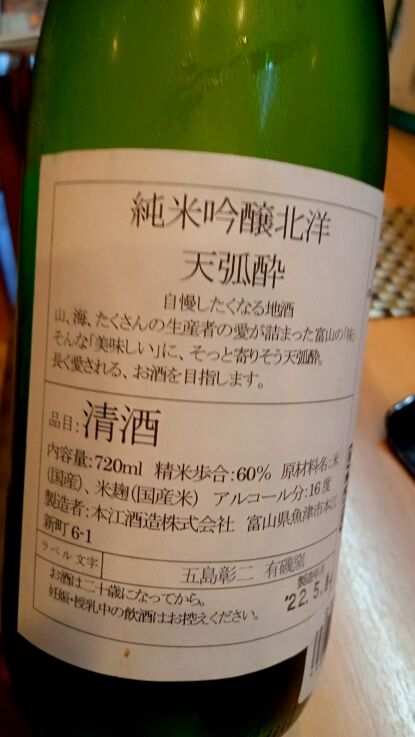 純米吟醸北洋
天弧酔
自慢したくなる地酒
山、海、たくさんの生産者の愛が詰まった富山の「味」
そんな「美味しい」に、そっと寄りそう天弧酔。
長く愛される、お酒を目指します。
品目：清酒
内容量：720ml 精米歩合：60% 原材料名：米
(国産)、米麹(国産米) アルコール分：16度
製造者：本江酒造株式会社 富山県魚津市本江
新町6-1
ラベル文字 五島彰二 有磯窯
お酒は二十歳になってから。
妊娠・授乳中の飲酒はお控えください。
製造年月
'22.5.